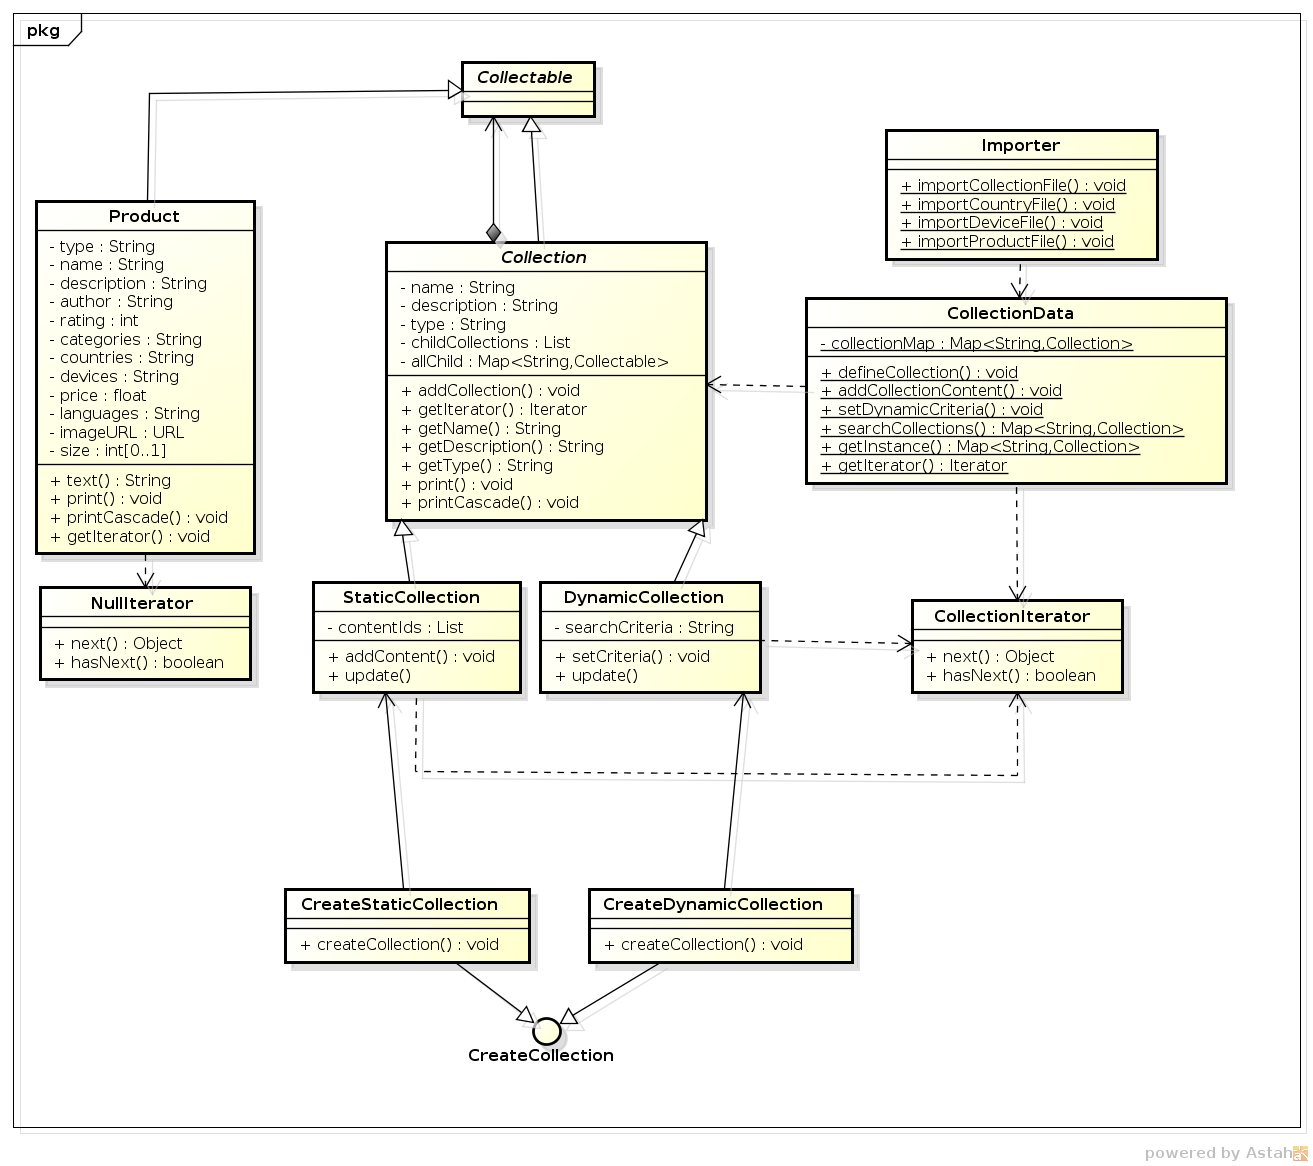 pkg
Collectable
Importer
+ importCollectionFile() : void
+ importCountryFile() : void
+ importDeviceFile() : void
+ importProductFile() : void
Product
- type : String
- name : String
- description : String
- author : String
- rating : int
- categories : String
- countries : String
- devices : String
- price : float
- languages : String
- imageURL : URL
- size : int[0..1]
+ text() : String
+ print() : void
+ printCascade() : void
+ getIterator() : void
Collection
- name : String
- description : String
- type : String
- childCollections : List
- allChild : Map<String,Collectable>
+ addCollection() : void
+ getIterator() : Iterator
+ getName() : String
+ getDescription() : String
+ getType() : String
+ print() : void
+ printCascade() : void
CollectionData
- collectionMap : Map<String,Collection>
+ defineCollection() : void
+ addCollectionContent() : void
+ setDynamicCriteria() : void
+ searchCollections() : Map<String,Collection>
+ getInstance() : Map<String,Collection>
+ getIterator() : Iterator
NullIterator
+ next() : Object
+ hasNext() : boolean
StaticCollection
- contentIds : List
+ addContent() : void
+ update()
DynamicCollection
- searchCriteria : String
+ setCriteria() : void
+ update()
CollectionIterator
+ next() : Object
+ hasNext() : boolean
CreateStaticCollection
+ createCollection() : void
CreateDynamicCollection
+ createCollection() : void
CreateCollection
powered by Astah